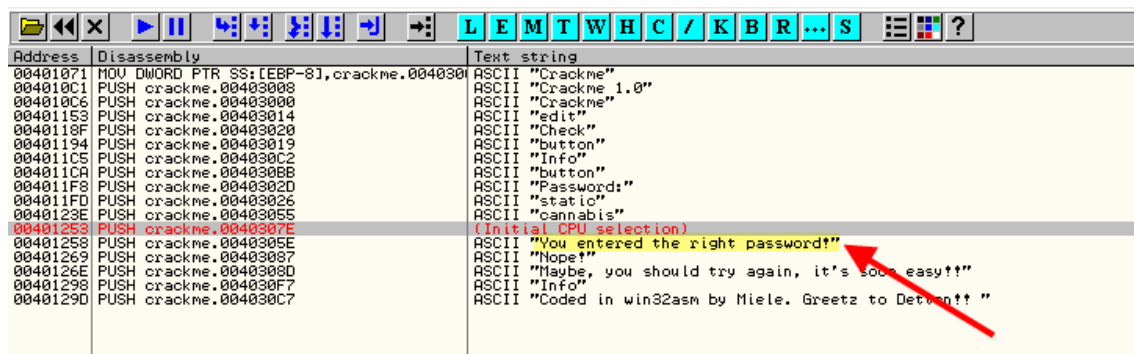 L E M T W H C / K B R ... S ?
Address Disassembly Text string
00401071 MOV DWORD PTR SS:[EBP-8],crackme.004030 ASCII "Crackme"
004010C1 PUSH crackme.00403008 ASCII "Crackme 1.0"
004010C6 PUSH crackme.00403000 ASCII "Crackme"
00401153 PUSH crackme.00403014 ASCII "edit"
0040118F PUSH crackme.00403020 ASCII "Check"
00401194 PUSH crackme.00403019 ASCII "button"
004011C5 PUSH crackme.004030C2 ASCII "Info"
004011CA PUSH crackme.004030BB ASCII "button"
004011F8 PUSH crackme.0040302D ASCII "Password:"
004011FD PUSH crackme.00403026 ASCII "static"
0040123E PUSH crackme.00403055 ASCII "cannabis"
00401253 PUSH crackme.0040307E (Initial CPU selection)
00401258 PUSH crackme.0040305E ASCII "You entered the right password!"
00401269 PUSH crackme.00403087 ASCII "Nope!"
0040126E PUSH crackme.0040308D ASCII "Maybe, you should try again, it's easy!!"
00401298 PUSH crackme.004030F7 ASCII "Info"
0040129D PUSH crackme.004030C7 ASCII "Coded in win32asm by Miele. Greetz to